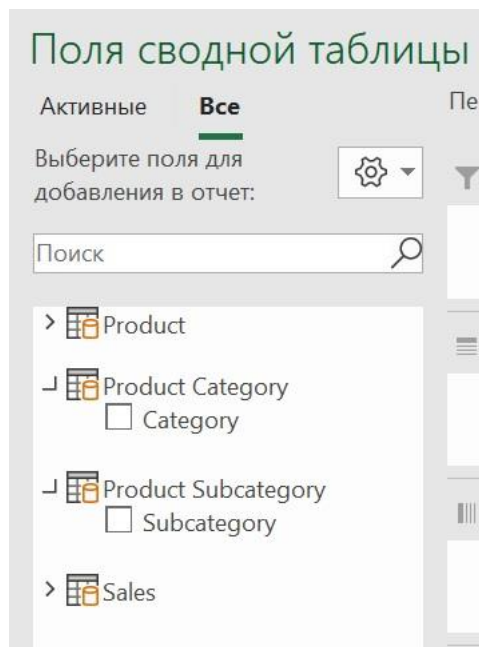 Поля сводной таблицы
Активные Все
Пе
Выберите поля для
добавления в отчет:
Поиск
Product
Product Category
Category
Product Subcategory
Subcategory
Sales